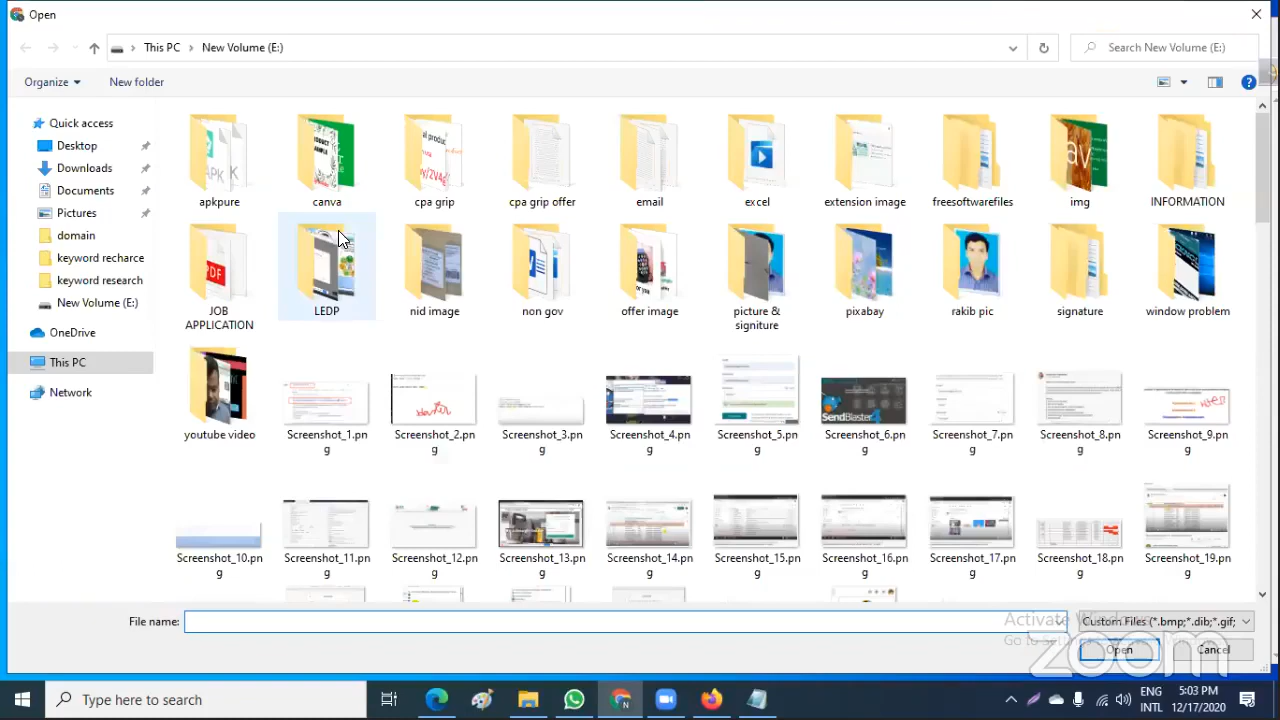 Open
This PC
New Volume (E:)
Search New Volume (E:)
Organize
New folder
Quick access
Desktop
Downloads
Documents
Pictures
domain
keyword recharce
keyword research
New Volume (E:)
OneDrive
This PC
Network
apkpure
canva
cpa grip
cpa grip offer
email
excel
extension image
freesoftwarefiles
img
INFORMATION
JOB
APPLICATION
LEDP
nid image
non gov
offer image
picture &
signiture
pixabay
rakib pic
signature
window problem
youtube video
Screenshot_1.pn
g
Screenshot_2.pn
g
Screenshot_3.pn
g
Screenshot_4.pn
g
Screenshot_5.pn
g
Screenshot_6.pn
g
Screenshot_7.pn
g
Screenshot_8.pn
g
Screenshot_9.pn
g
Screenshot_10.pn
g
Screenshot_11.pn
g
Screenshot_12.pn
g
Screenshot_13.pn
g
Screenshot_14.pn
g
Screenshot_15.pn
g
Screenshot_16.pn
g
Screenshot_17.pn
g
Screenshot_18.pn
g
Screenshot_19.pn
g
File name:
Custom Files (*.bmp;*.dib;*.gif;
Open
Cancel
zoom
Type here to search
ENG
INTL
5:03 PM
12/17/2020